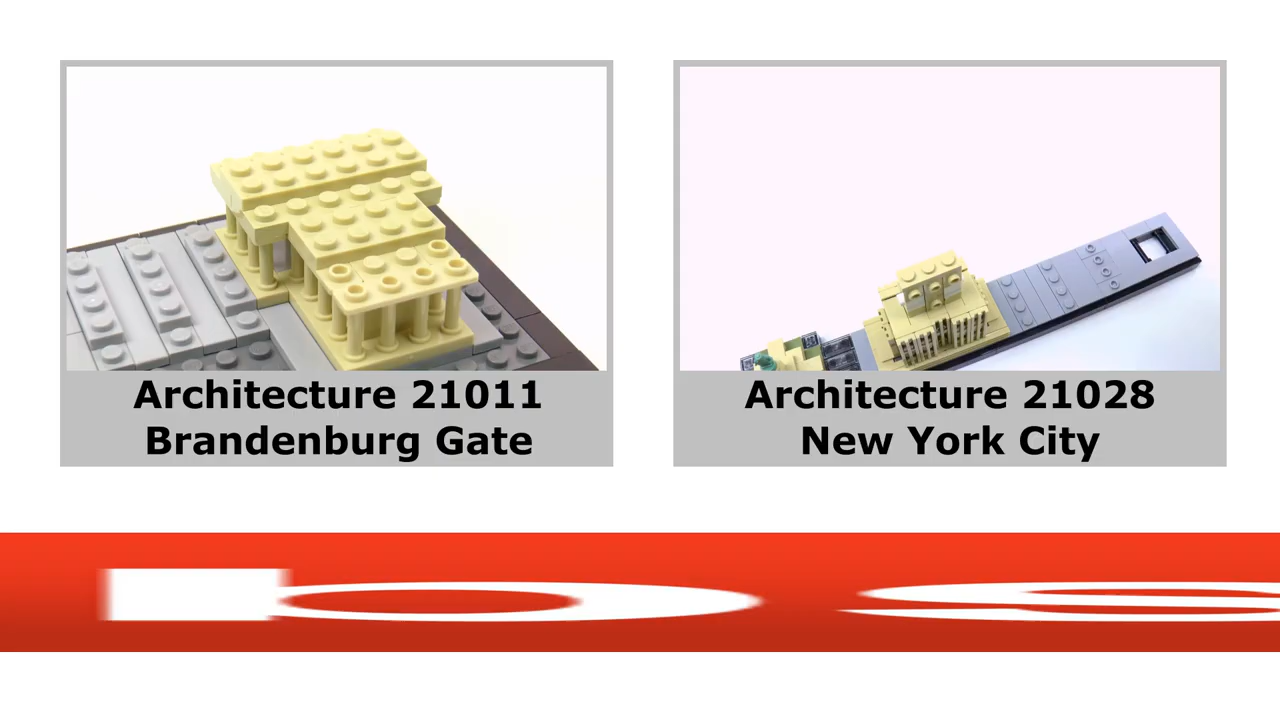 Architecture 21011
Brandenburg Gate
Architecture 21028
New York City